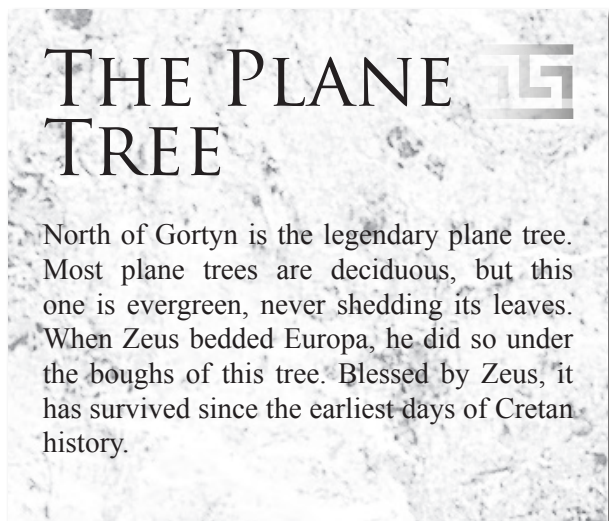 THE PLANE
TREE
North of Gortyn is the legendary plane tree.
Most plane trees are deciduous, but this
one is evergreen, never shedding its leaves.
When Zeus bedded Europa, he did so under
the boughs of this tree. Blessed by Zeus, it
has survived since the earliest days of Cretan
history.